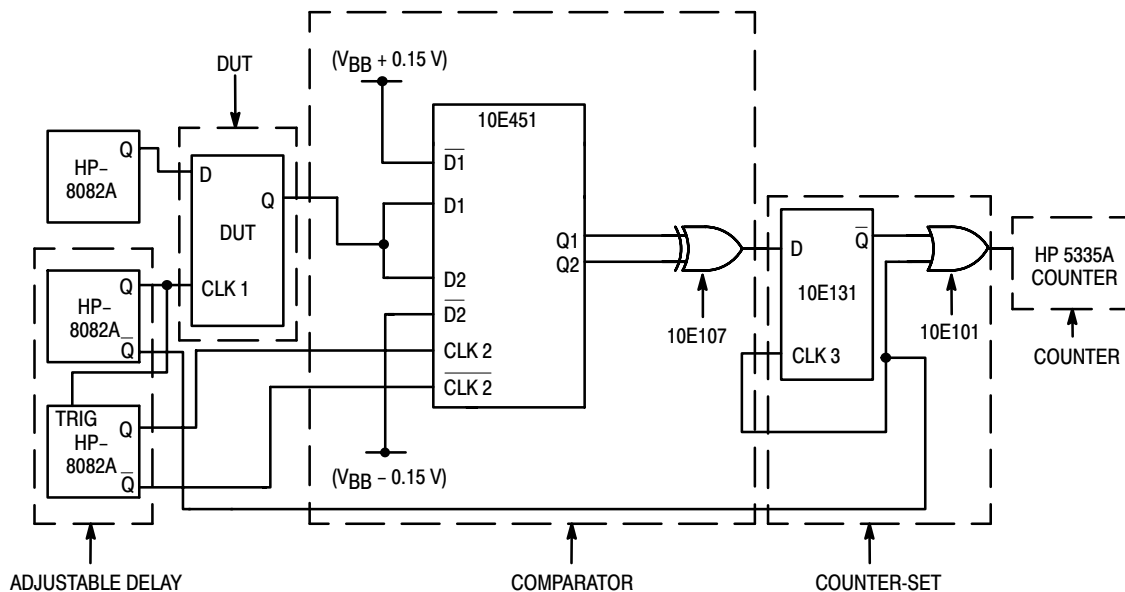 DUT
(VBB + 0.15 V)
10E451
HP–
8082A
Q
D
Q
DUT
CLK 1
D1
D1
D2
D2
CLK 2
CLK 2
Q1
Q2
10E107
D
Q
10E131
CLK 3
10E101
HP 5335A
COUNTER
COUNTER
HP–
8082A
Q
Q
TRIG
HP–
8082A
Q
Q
(VBB – 0.15 V)
ADJUSTABLE DELAY
COMPARATOR
COUNTER-SET